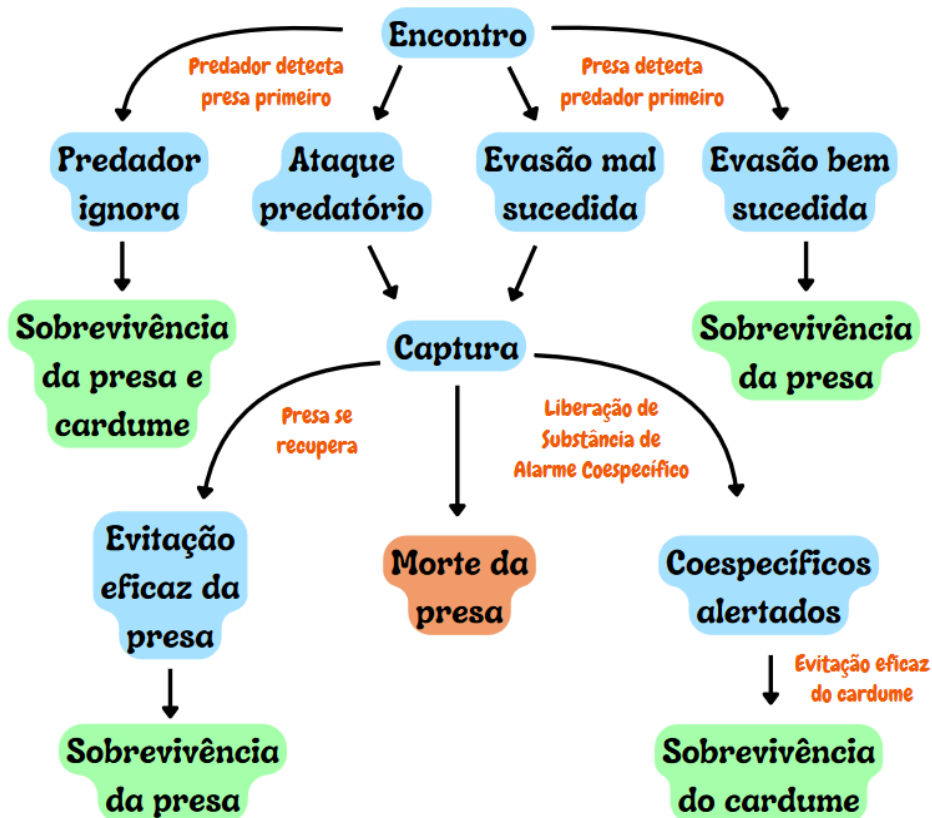 Encontro
Predador detecta
presa primeiro
Presa detecta
predador primeiro
Predador
ignora
Ataque
predatório
Evasão mal
sucedida
Evasão bem
sucedida
Sobrevivência
da presa e
cardume
Captura
Sobrevivência
da presa
Presa se
recupera
Liberação de
Substância de
Alarme Coespecífico
Evitação
eficaz da
presa
Morte da
presa
Coespecíficos
alertados
Evitação eficaz
do cardume
Sobrevivência
da presa
Sobrevivência
do cardume